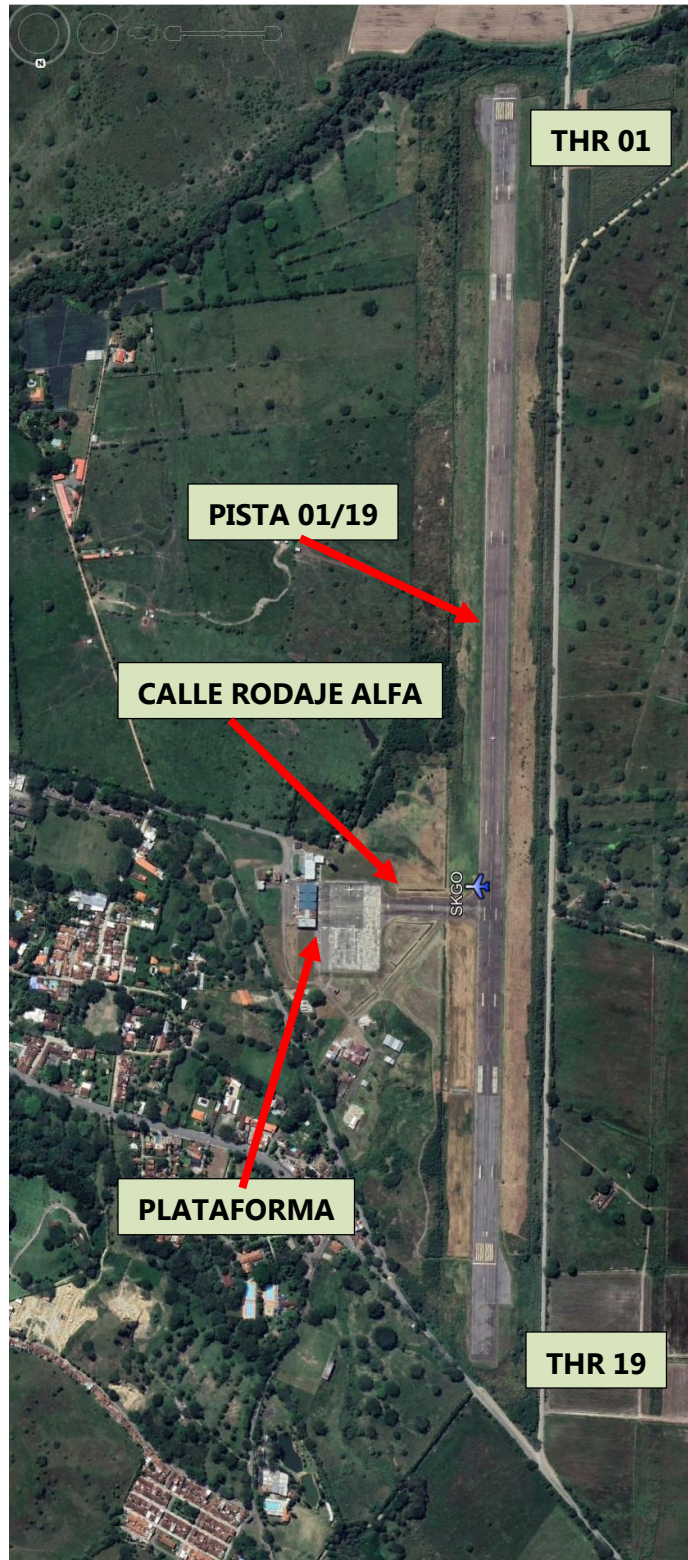 N
THR 01
PISTA 01/19
CALLE RODAJE ALFA
SKGO
PLATAFORMA
THR 19